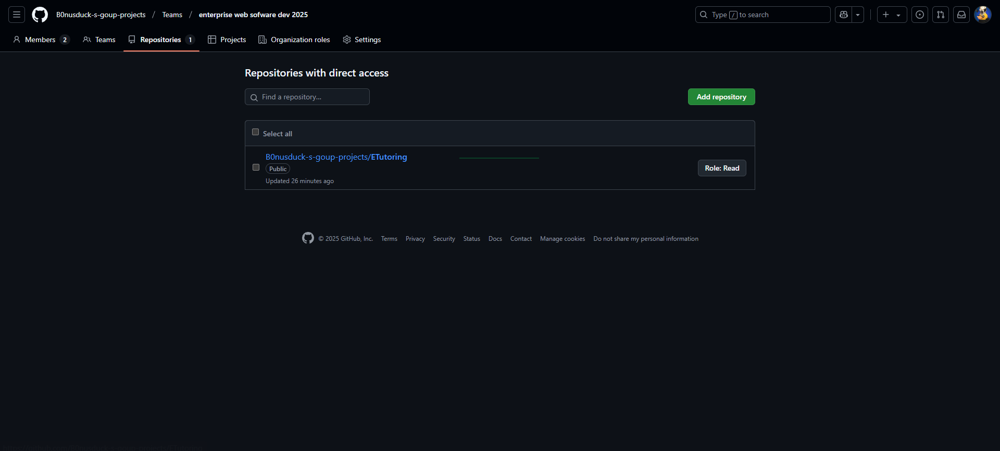 B0nusduck-s-goup-projects / Teams / enterprise web sofware dev 2025
Type / to search
Members 2 Teams Repositories 1 Projects Organization roles Settings
Repositories with direct access
Find a repository...
Add repository
Select all
B0nusduck-s-goup-projects/ETutoring
Public
Role: Read
Updated 26 minutes ago
© 2025 GitHub, Inc. Terms Privacy Security Status Docs Contact Manage cookies Do not share my personal information